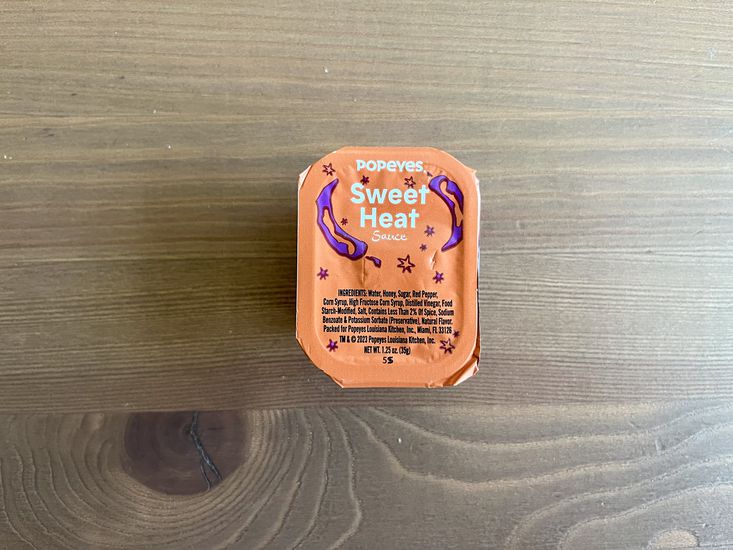 POPEYES
Sweet
Heat
Sauce
INGREDIENTS: Water, Honey, Sugar, Red Pepper,
Corn Syrup, High Fructose Corn Syrup, Distilled Vinegar, Food
Starch-Modified, Salt, Contains Less Than 2% Of Spice, Sodium
Benzoate & Potassium Sorbate (Preservative), Natural Flavor.
Packed for Popeyes Louisiana Kitchen, Inc., Miami, FL 33126
TM & © 2023 Popeyes Louisiana Kitchen, Inc.
NET WT. 1.25 oz. (35g)